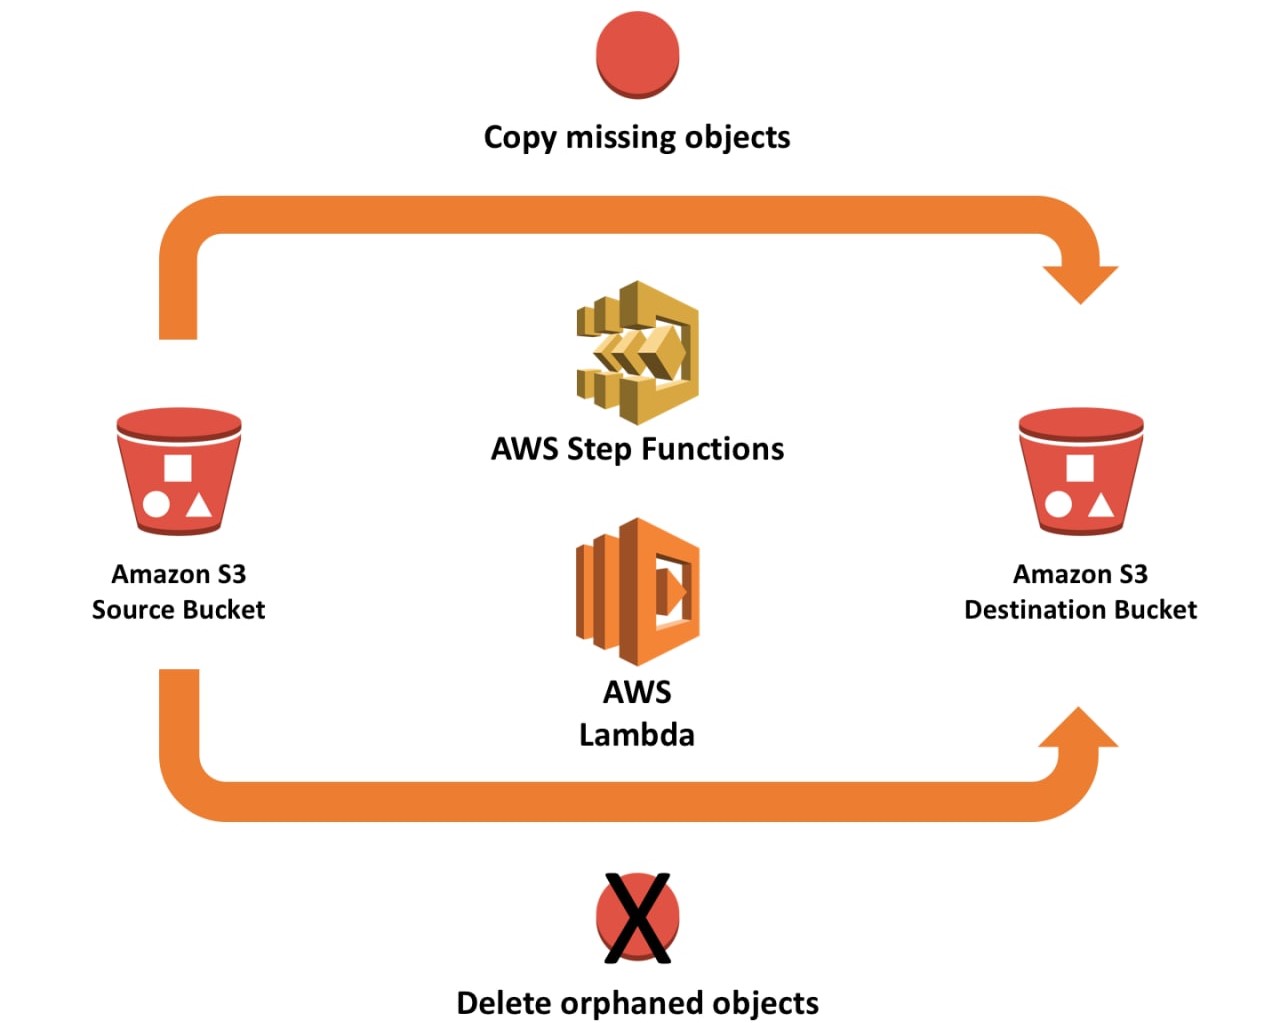 Copy missing objects
AWS Step Functions
Amazon S3
Source Bucket
Amazon S3
Destination Bucket
AWS
Lambda
X
Delete orphaned objects